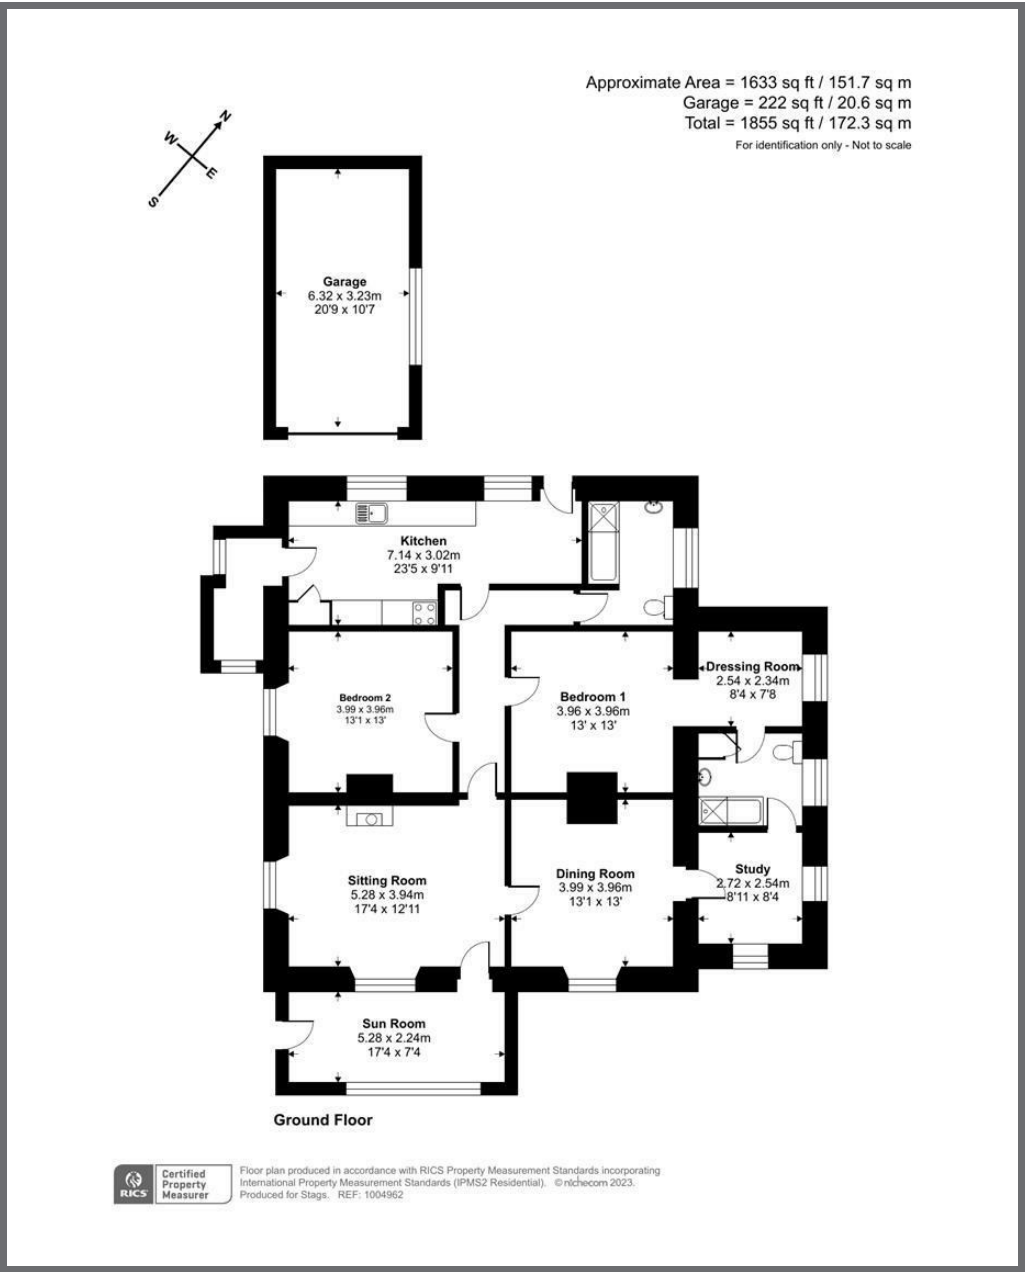 Approximate Area = 1633 sq ft / 151.7 sq m
Garage = 222 sq ft / 20.6 sq m
Total = 1855 sq ft / 172.3 sq m
For identification only - Not to scale
N
W
E
S
Garage
6.32 x 3.23m
20'9 x 10'7
Kitchen
7.14 x 3.02m
23'5 x 9'11
Bedroom 2
3.99 x 3.96m
13'1 x 13'
Bedroom 1
3.96 x 3.96m
13' x 13'
Dressing Room
2.54 x 2.34m
8'4 x 7'8
Sitting Room
5.28 x 3.94m
17'4 x 12'11
Dining Room
3.99 x 3.96m
13'1 x 13'
Study
2.72 x 2.54m
8'11 x 8'4
Sun Room
5.28 x 2.24m
17'4 x 7'4
Ground Floor
RICS
Certified
Property
Measurer
Floor plan produced in accordance with RICS Property Measurement Standards incorporating
International Property Measurement Standards (IPMS2 Residential). ©nichecom 2023.
Produced for Stags. REF: 1004962